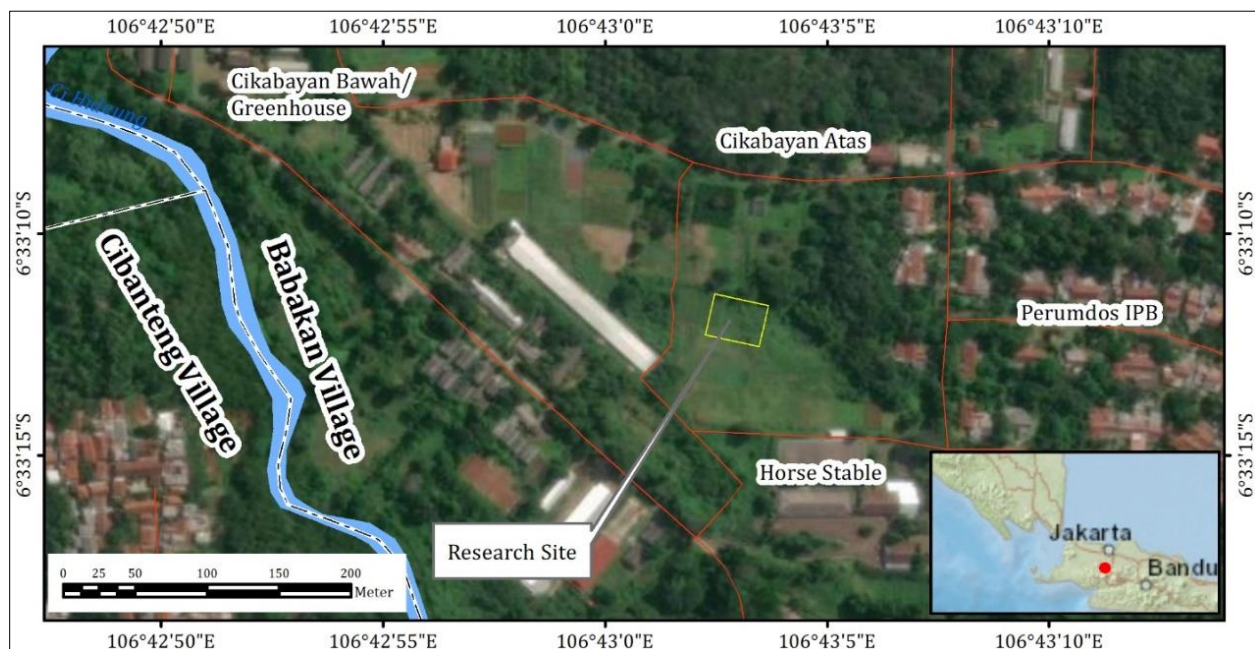 106°42'50"E
106°42'55"E
106°43'0"E
106°43'5"E
106°43'10"E
Cikabayan Bawah/
Greenhouse
Cikabayan Atas
6°33'10"S
6°33'10"S
Cibanteng Village
Babakan Village
Perumdos IPB
6°33'15"S
6°33'15"S
Horse Stable
Research Site
Jakarta
Bandu
0 25 50 100 150 200
Meter
106°42'50"E
106°42'55"E
106°43'0"E
106°43'5"E
106°43'10"E